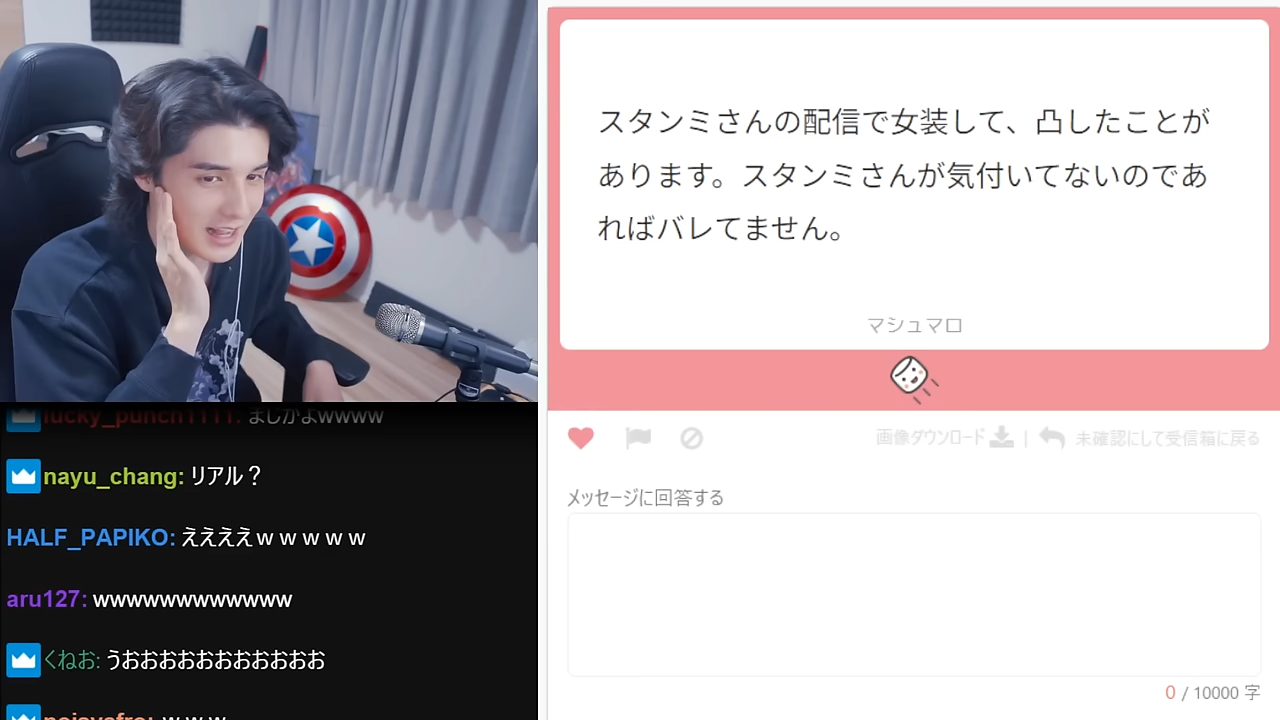 スタンミさんの配信で女装して、凸したことが
あります。スタンミさんが気付いてないのであ
ればバレてません。
マシュマロ
画像ダウンロード | 未確認にして受信箱に戻る
メッセージに回答する
0 / 10000 字
lucky_punch1111: まじかよwwww
nayu_chang: リアル？
HALF_PAPIKO: ええええｗｗｗｗｗ
aru127: wwwwwwwwwwww
くねお: うおおおおおおおおおおお
noisysfro: w w w